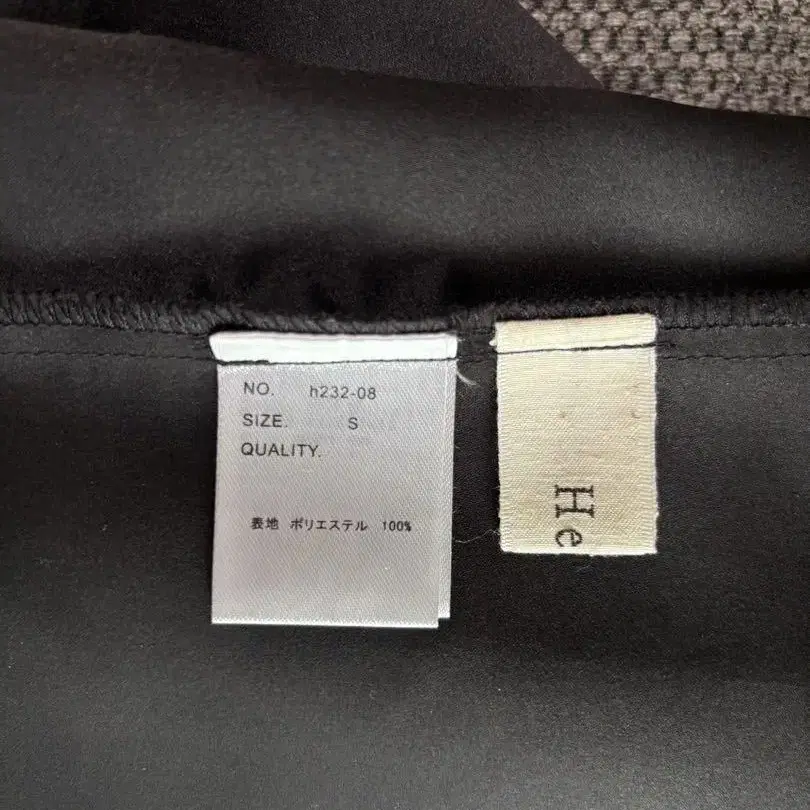 NO. h232-08
SIZE. S
QUALITY.
表地 ポリエステル 100%
He